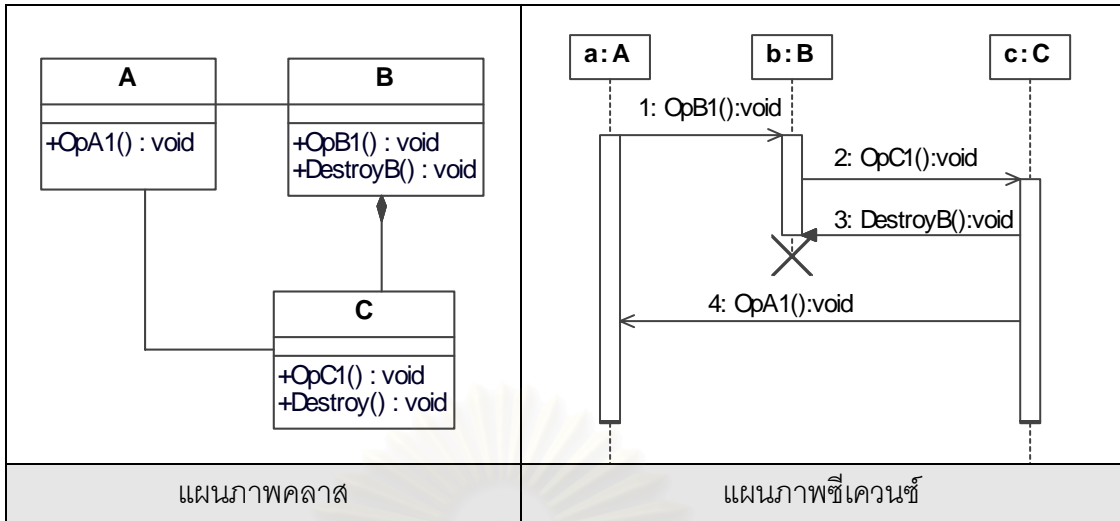 A
+OpA1() : void
B
+OpB1() : void
+DestroyB() : void
C
+OpC1() : void
+Destroy() : void
แผนภาพคลาส
a:A
b:B
c:C
1: OpB1():void
2: OpC1():void
3: DestroyB():void
4: OpA1():void
แผนภาพซีเควนซ์